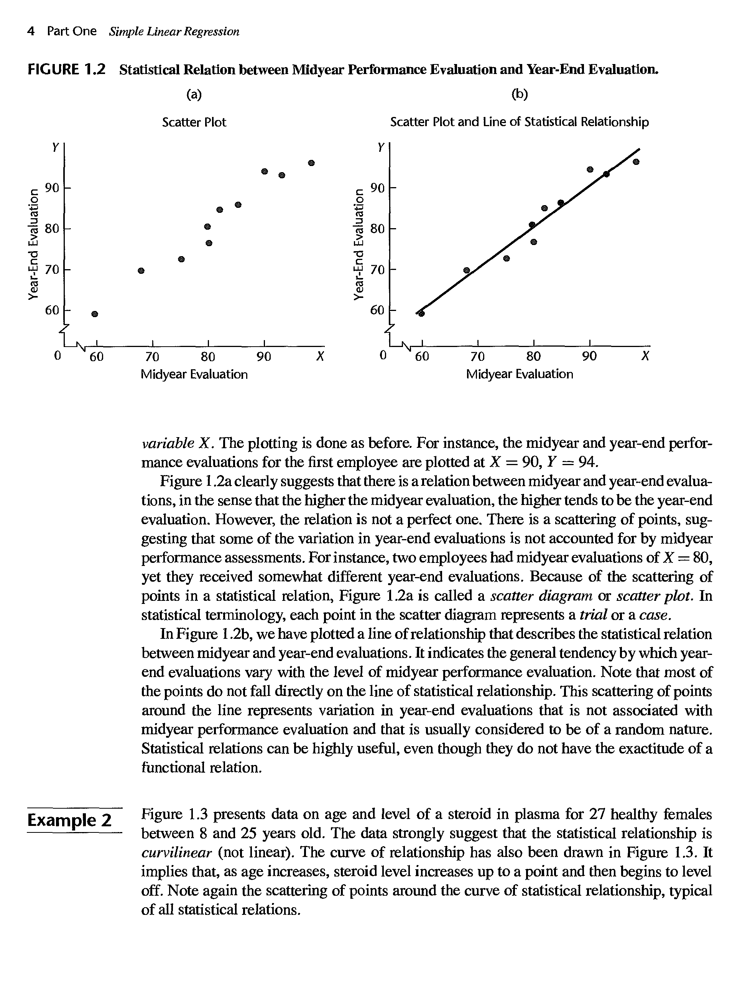 4 Part One Simple Linear Regression
FIGURE 1.2 Statistical Relation between Midyear Performance Evaluation and Year-End Evaluation.
(a)
Scatter Plot
Y
90
80
70
60
Year-End Evaluation
0 60 70 80 90 X
Midyear Evaluation
(b)
Scatter Plot and Line of Statistical Relationship
Y
90
80
70
60
Year-End Evaluation
0 60 70 80 90 X
Midyear Evaluation
variable X. The plotting is done as before. For instance, the midyear and year-end perfor-
mance evaluations for the first employee are plotted at X = 90, Y = 94.
Figure 1.2a clearly suggests that there is a relation between midyear and year-end evalua-
tions, in the sense that the higher the midyear evaluation, the higher tends to be the year-end
evaluation. However, the relation is not a perfect one. There is a scattering of points, sug-
gesting that some of the variation in year-end evaluations is not accounted for by midyear
performance assessments. For instance, two employees had midyear evaluations of X = 80,
yet they received somewhat different year-end evaluations. Because of the scattering of
points in a statistical relation, Figure 1.2a is called a scatter diagram or scatter plot. In
statistical terminology, each point in the scatter diagram represents a trial or a case.
In Figure 1.2b, we have plotted a line of relationship that describes the statistical relation
between midyear and year-end evaluations. It indicates the general tendency by which year-
end evaluations vary with the level of midyear performance evaluation. Note that most of
the points do not fall directly on the line of statistical relationship. This scattering of points
around the line represents variation in year-end evaluations that is not associated with
midyear performance evaluation and that is usually considered to be of a random nature.
Statistical relations can be highly useful, even though they do not have the exactitude of a
functional relation.
Example 2
Figure 1.3 presents data on age and level of a steroid in plasma for 27 healthy females
between 8 and 25 years old. The data strongly suggest that the statistical relationship is
curvilinear (not linear). The curve of relationship has also been drawn in Figure 1.3. It
implies that, as age increases, steroid level increases up to a point and then begins to level
off. Note again the scattering of points around the curve of statistical relationship, typical
of all statistical relations.